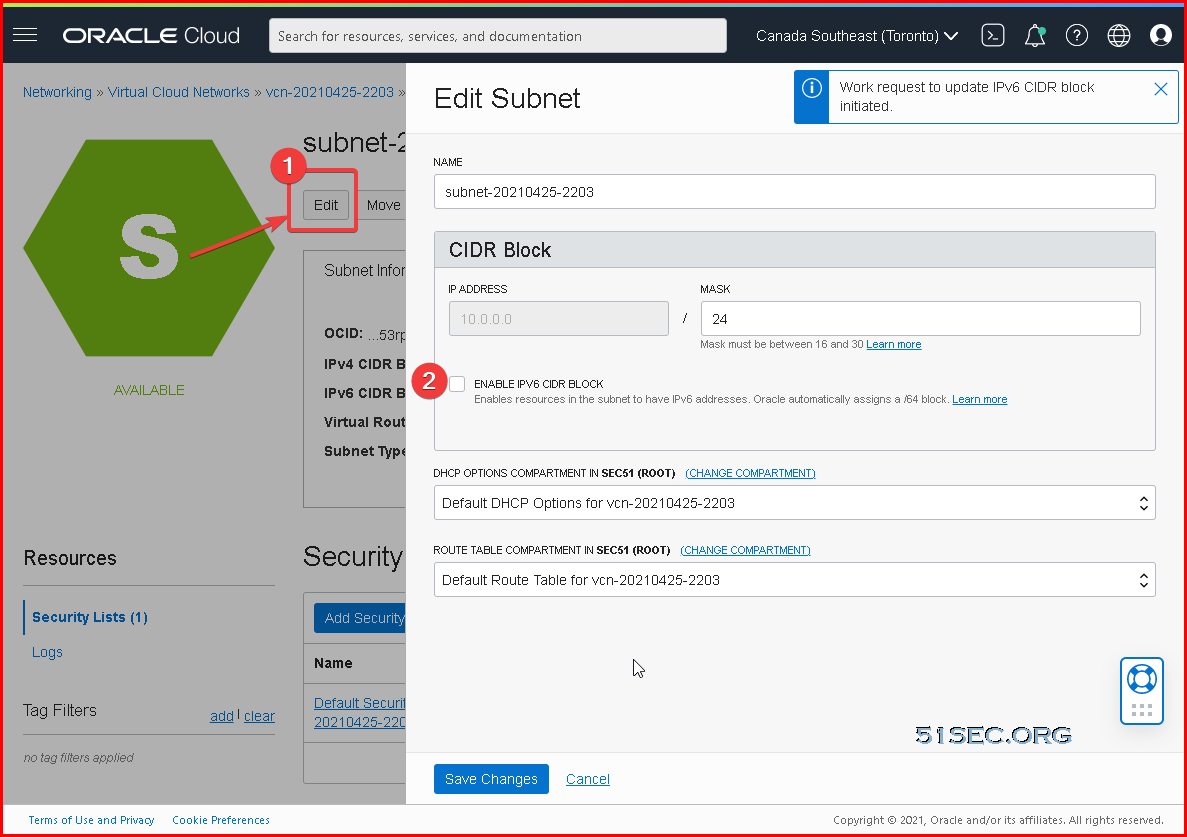 ORACLE Cloud
Search for resources, services, and documentation
Canada Southeast (Toronto)
Networking » Virtual Cloud Networks » vcn-20210425-2203 »
subnet-2
1
Edit
Move
S
AVAILABLE
Subnet Infor
OCID: ...53rp
IPv4 CIDR B
IPv6 CIDR B
Virtual Rout
Subnet Type
Resources
Security Lists (1)
Logs
Tag Filters
add | clear
no tag filters applied
Security
Add Security
Name
Default Securit
20210425-220
Edit Subnet
Work request to update IPv6 CIDR block
initiated.
NAME
subnet-20210425-2203
CIDR Block
IP ADDRESS
10.0.0.0
/
MASK
24
Mask must be between 16 and 30 Learn more
2
ENABLE IPV6 CIDR BLOCK
Enables resources in the subnet to have IPv6 addresses. Oracle automatically assigns a /64 block. Learn more
DHCP OPTIONS COMPARTMENT IN SEC51 (ROOT) (CHANGE COMPARTMENT)
Default DHCP Options for vcn-20210425-2203
ROUTE TABLE COMPARTMENT IN SEC51 (ROOT) (CHANGE COMPARTMENT)
Default Route Table for vcn-20210425-2203
51SEC.ORG
Save Changes
Cancel
Terms of Use and Privacy
Cookie Preferences
Copyright © 2021, Oracle and/or its affiliates. All rights reserved.